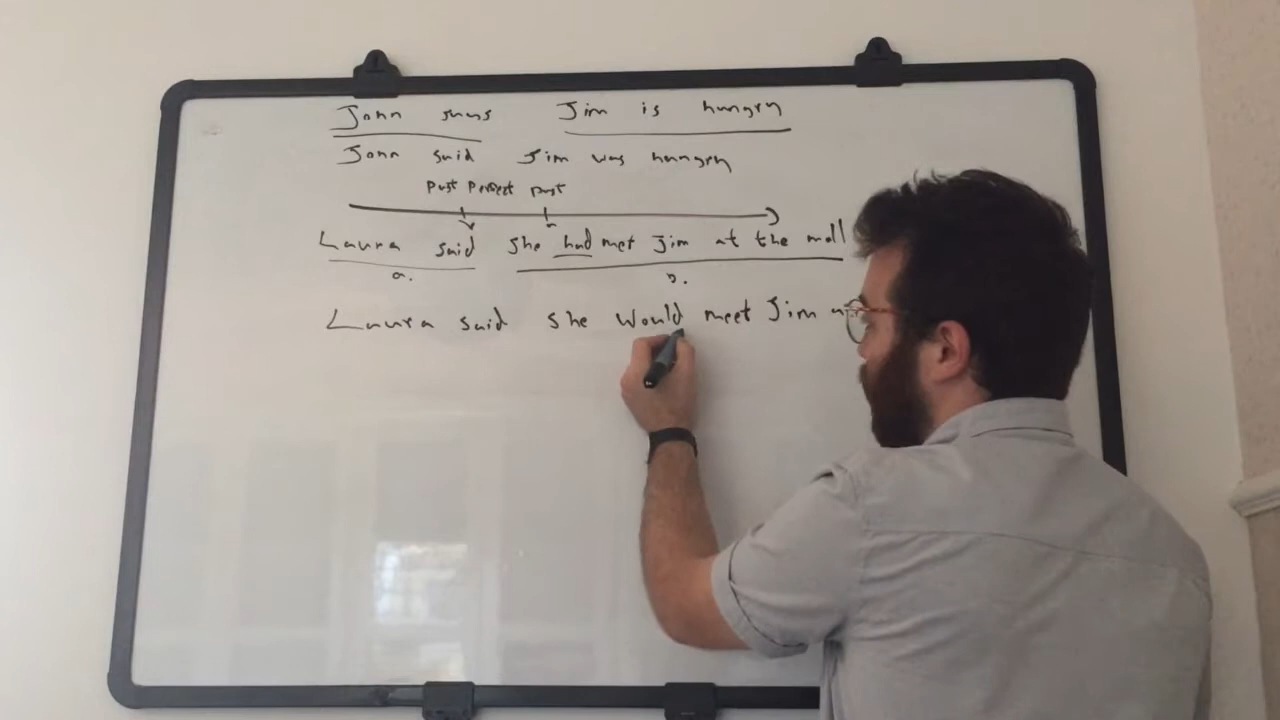 John says Jim is hungry
John said Jim was hungry
past perfect past
Laura said she had met Jim at the mall
a. b.
Laura said she would meet Jim